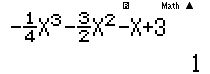 R Math ▲
-1/4X³-3/2X²-X+3
1